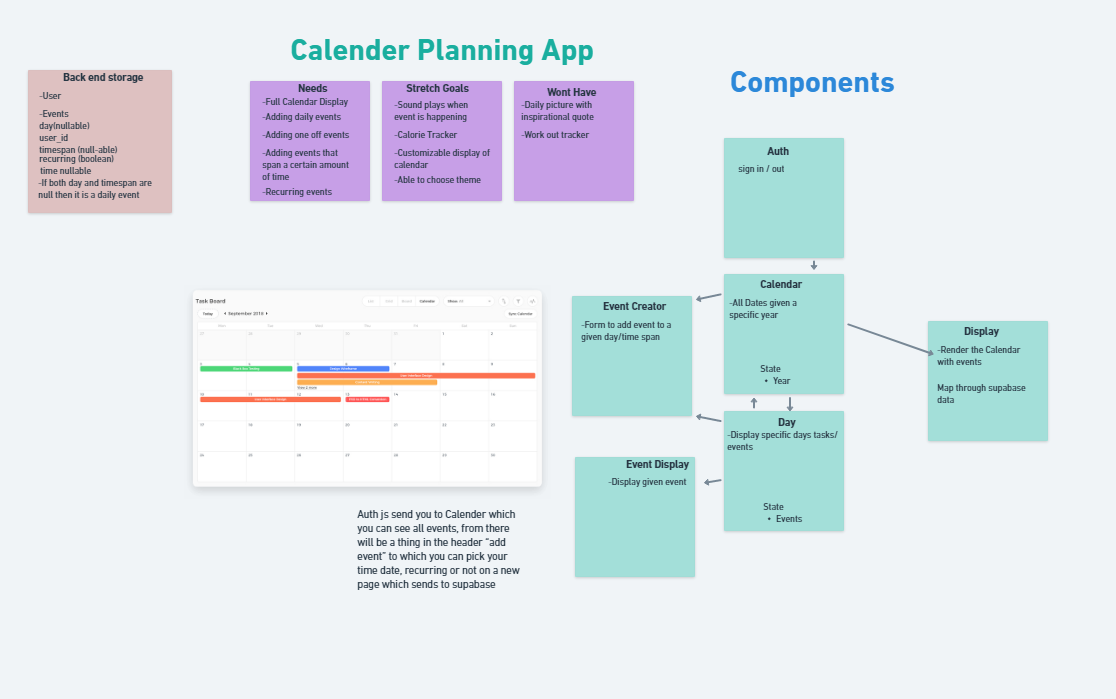 Calender Planning App
Components
Back end storage
-User
-Events
day(nullable)
user_id
timespan (null-able)
recurring (boolean)
time nullable
-If both day and timespan are
null then it is a daily event
Needs
-Full Calendar Display
-Adding daily events
-Adding one off events
-Adding events that
span a certain amount
of time
-Recurring events
Stretch Goals
-Sound plays when
event is happening
-Calorie Tracker
-Customizable display of
calendar
-Able to choose theme
Wont Have
-Daily picture with
inspirational quote
-Work out tracker
Auth
sign in / out
Calendar
-All Dates given a
specific year
State
• Year
Event Creator
-Form to add event to a
given day/time span
Display
-Render the Calendar
with events
Map through supabase
data
Day
-Display specific days tasks/
events
State
• Events
Event Display
-Display given event
Task Board
Calendar
Today
September 2018
Sync Calendar
Auth js send you to Calender which
you can see all events, from there
will be a thing in the header "add
event" to which you can pick your
time date, recurring or not on a new
page which sends to supabase